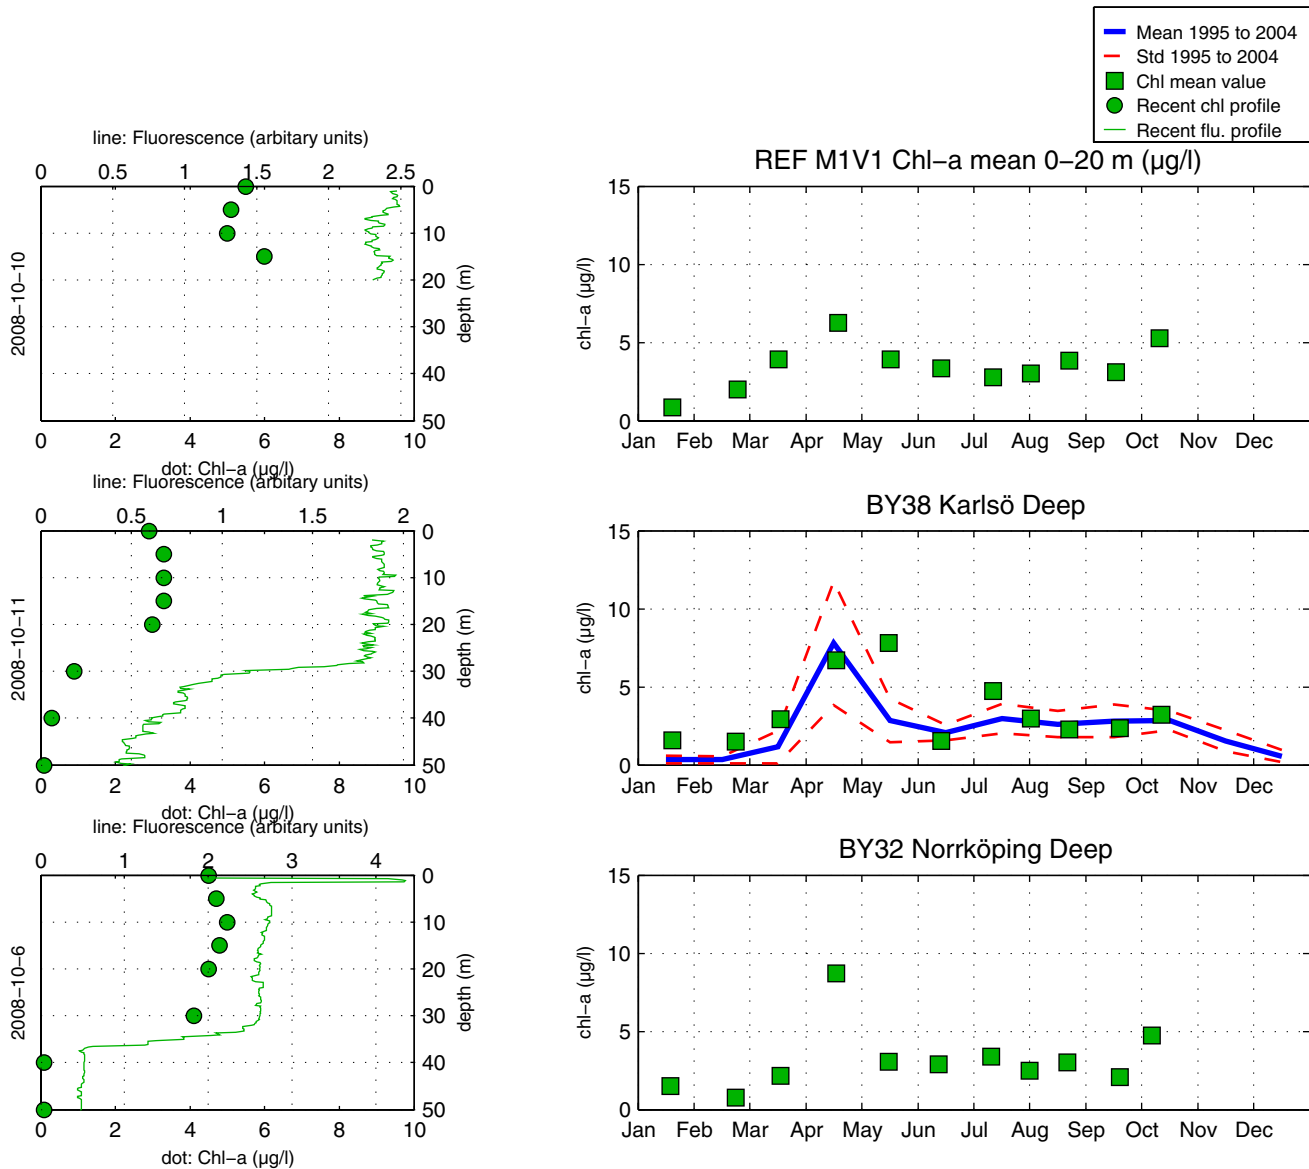 Mean 1995 to 2004
Std 1995 to 2004
Chl mean value
Recent chl profile
Recent flu. profile
line: Fluorescence (arbitary units)
0 0.5 1 1.5 2 2.5
0
10
20
30
40
50
depth (m)
2008−10−10
0 2 4 6 8 10
dot: Chl−a (µg/l)
REF M1V1 Chl−a mean 0−20 m (µg/l)
15
10
5
0
chl−a (µg/l)
Jan Feb Mar Apr May Jun Jul Aug Sep Oct Nov Dec
line: Fluorescence (arbitary units)
0 0.5 1 1.5 2
0
10
20
30
40
50
depth (m)
2008−10−11
0 2 4 6 8 10
dot: Chl−a (µg/l)
BY38 Karlsö Deep
15
10
5
0
chl−a (µg/l)
Jan Feb Mar Apr May Jun Jul Aug Sep Oct Nov Dec
line: Fluorescence (arbitary units)
0 1 2 3 4
0
10
20
30
40
50
depth (m)
2008−10−6
0 2 4 6 8 10
dot: Chl−a (µg/l)
BY32 Norrköping Deep
15
10
5
0
chl−a (µg/l)
Jan Feb Mar Apr May Jun Jul Aug Sep Oct Nov Dec